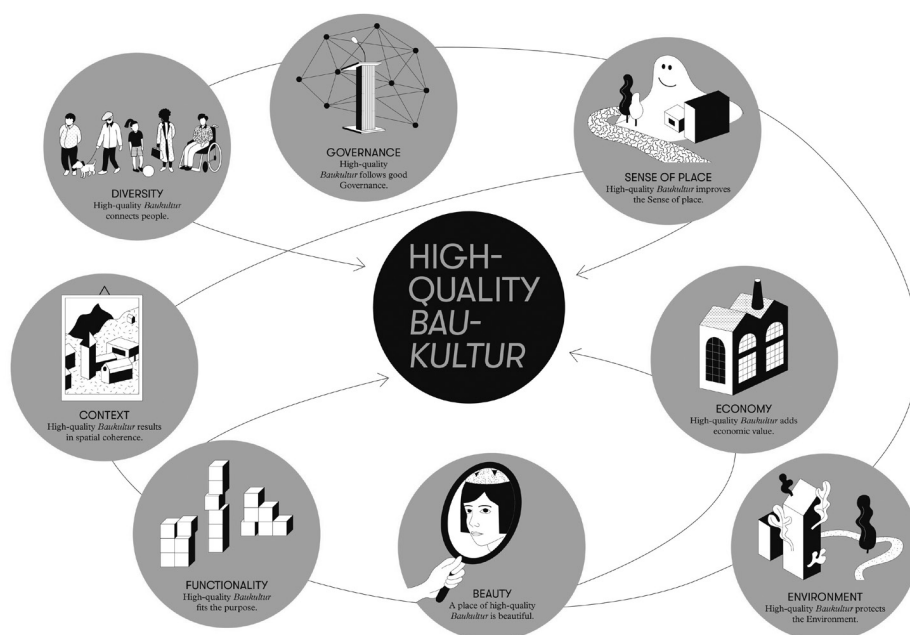 GOVERNANCE
High-quality
Baukultur follows good
Governance.
SENSE OF PLACE
High-quality Baukultur improves
the Sense of place.
DIVERSITY
High-quality Baukultur
connects people.
HIGH-
QUALITY
BAU-
KULTUR
CONTEXT
High-quality Baukultur results
in spatial coherence.
ECONOMY
High-quality Baukultur adds
economic value.
FUNCTIONALITY
High-quality Baukultur
fits the purpose.
BEAUTY
A place of high-quality
Baukultur is beautiful.
ENVIRONMENT
High-quality Baukultur protects
the Environment.